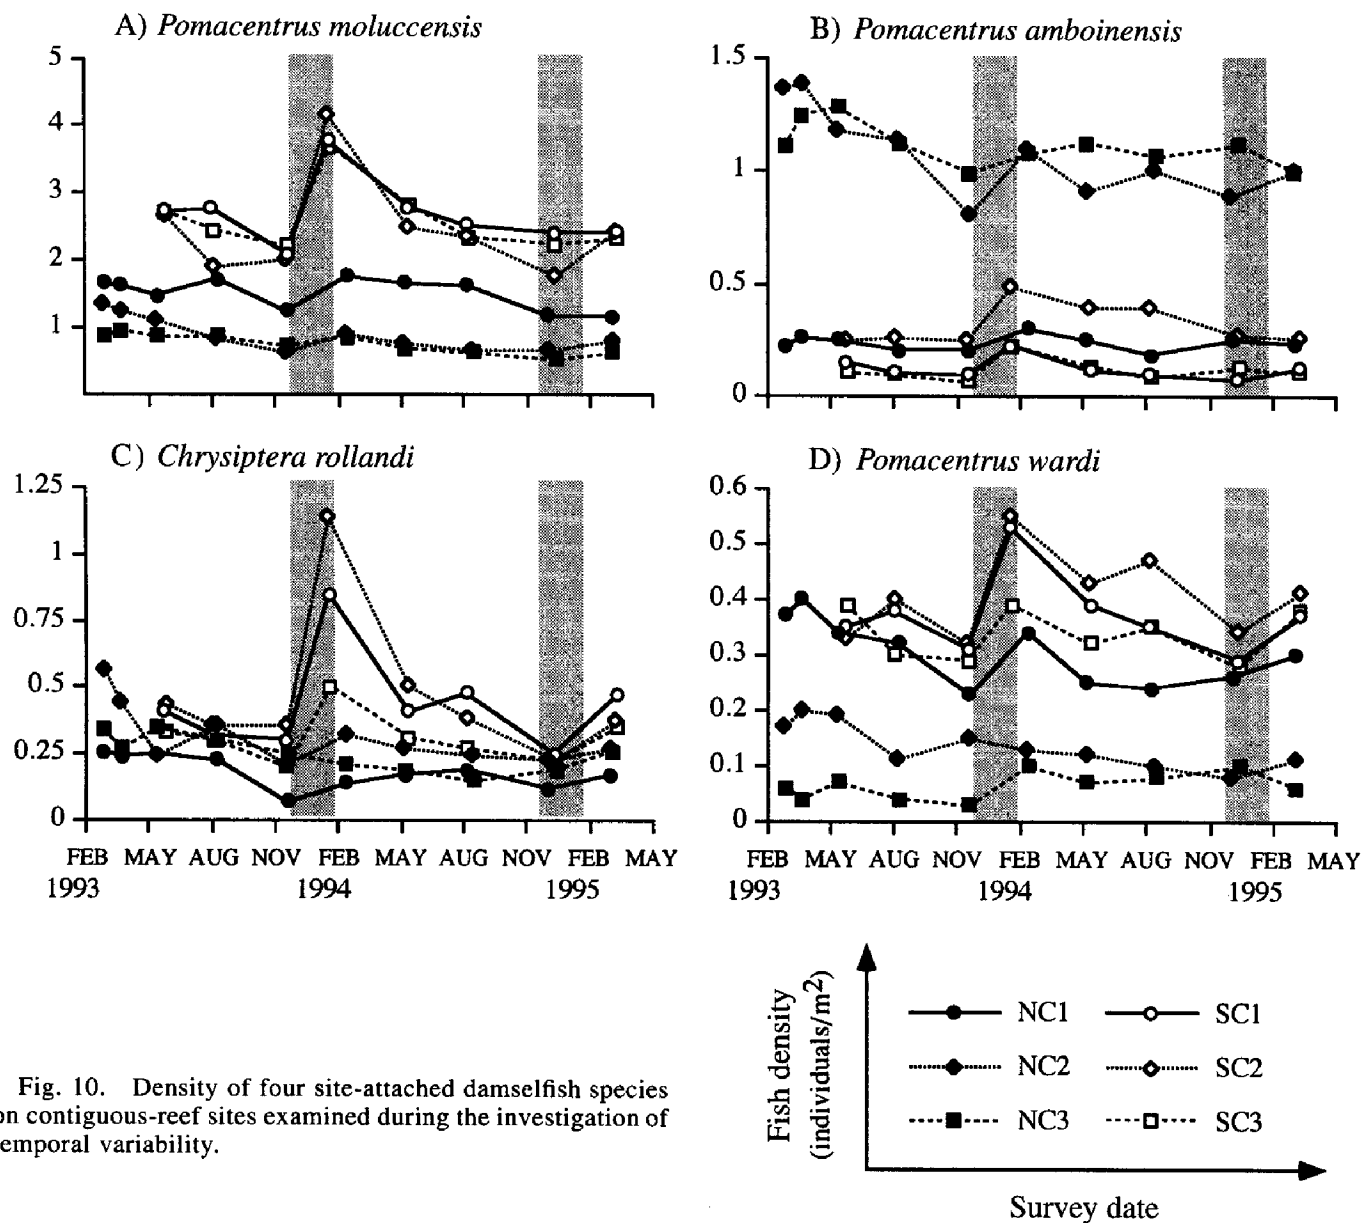 A) Pomacentrus moluccensis
5
4
3
2
1
B) Pomacentrus amboinensis
1.5
1
0.5
0
C) Chrysiptera rollandi
1.25
1
0.75
0.5
0.25
0
FEB MAY AUG NOV FEB MAY AUG NOV FEB MAY
1993 1994 1995
D) Pomacentrus wardi
0.6
0.5
0.4
0.3
0.2
0.1
0
FEB MAY AUG NOV FEB MAY AUG NOV FEB MAY
1993 1994 1995
Fish density
(individuals/m²)
NC1 SC1
NC2 SC2
NC3 SC3
Survey date
Fig. 10. Density of four site-attached damselfish species
on contiguous-reef sites examined during the investigation of
emporal variability.